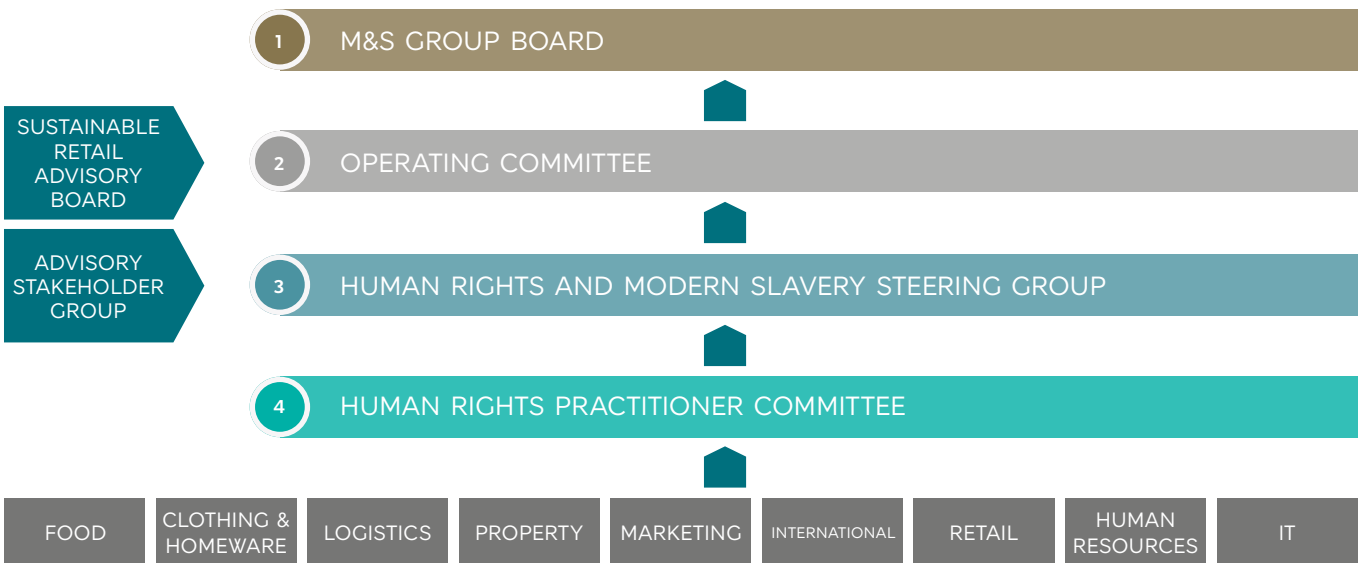 1
M&S GROUP BOARD
SUSTAINABLE
RETAIL
ADVISORY
BOARD
2
OPERATING COMMITTEE
ADVISORY
STAKEHOLDER
GROUP
3
HUMAN RIGHTS AND MODERN SLAVERY STEERING GROUP
4
HUMAN RIGHTS PRACTITIONER COMMITTEE
FOOD
CLOTHING &
HOMEWARE
LOGISTICS
PROPERTY
MARKETING
INTERNATIONAL
RETAIL
HUMAN
RESOURCES
IT